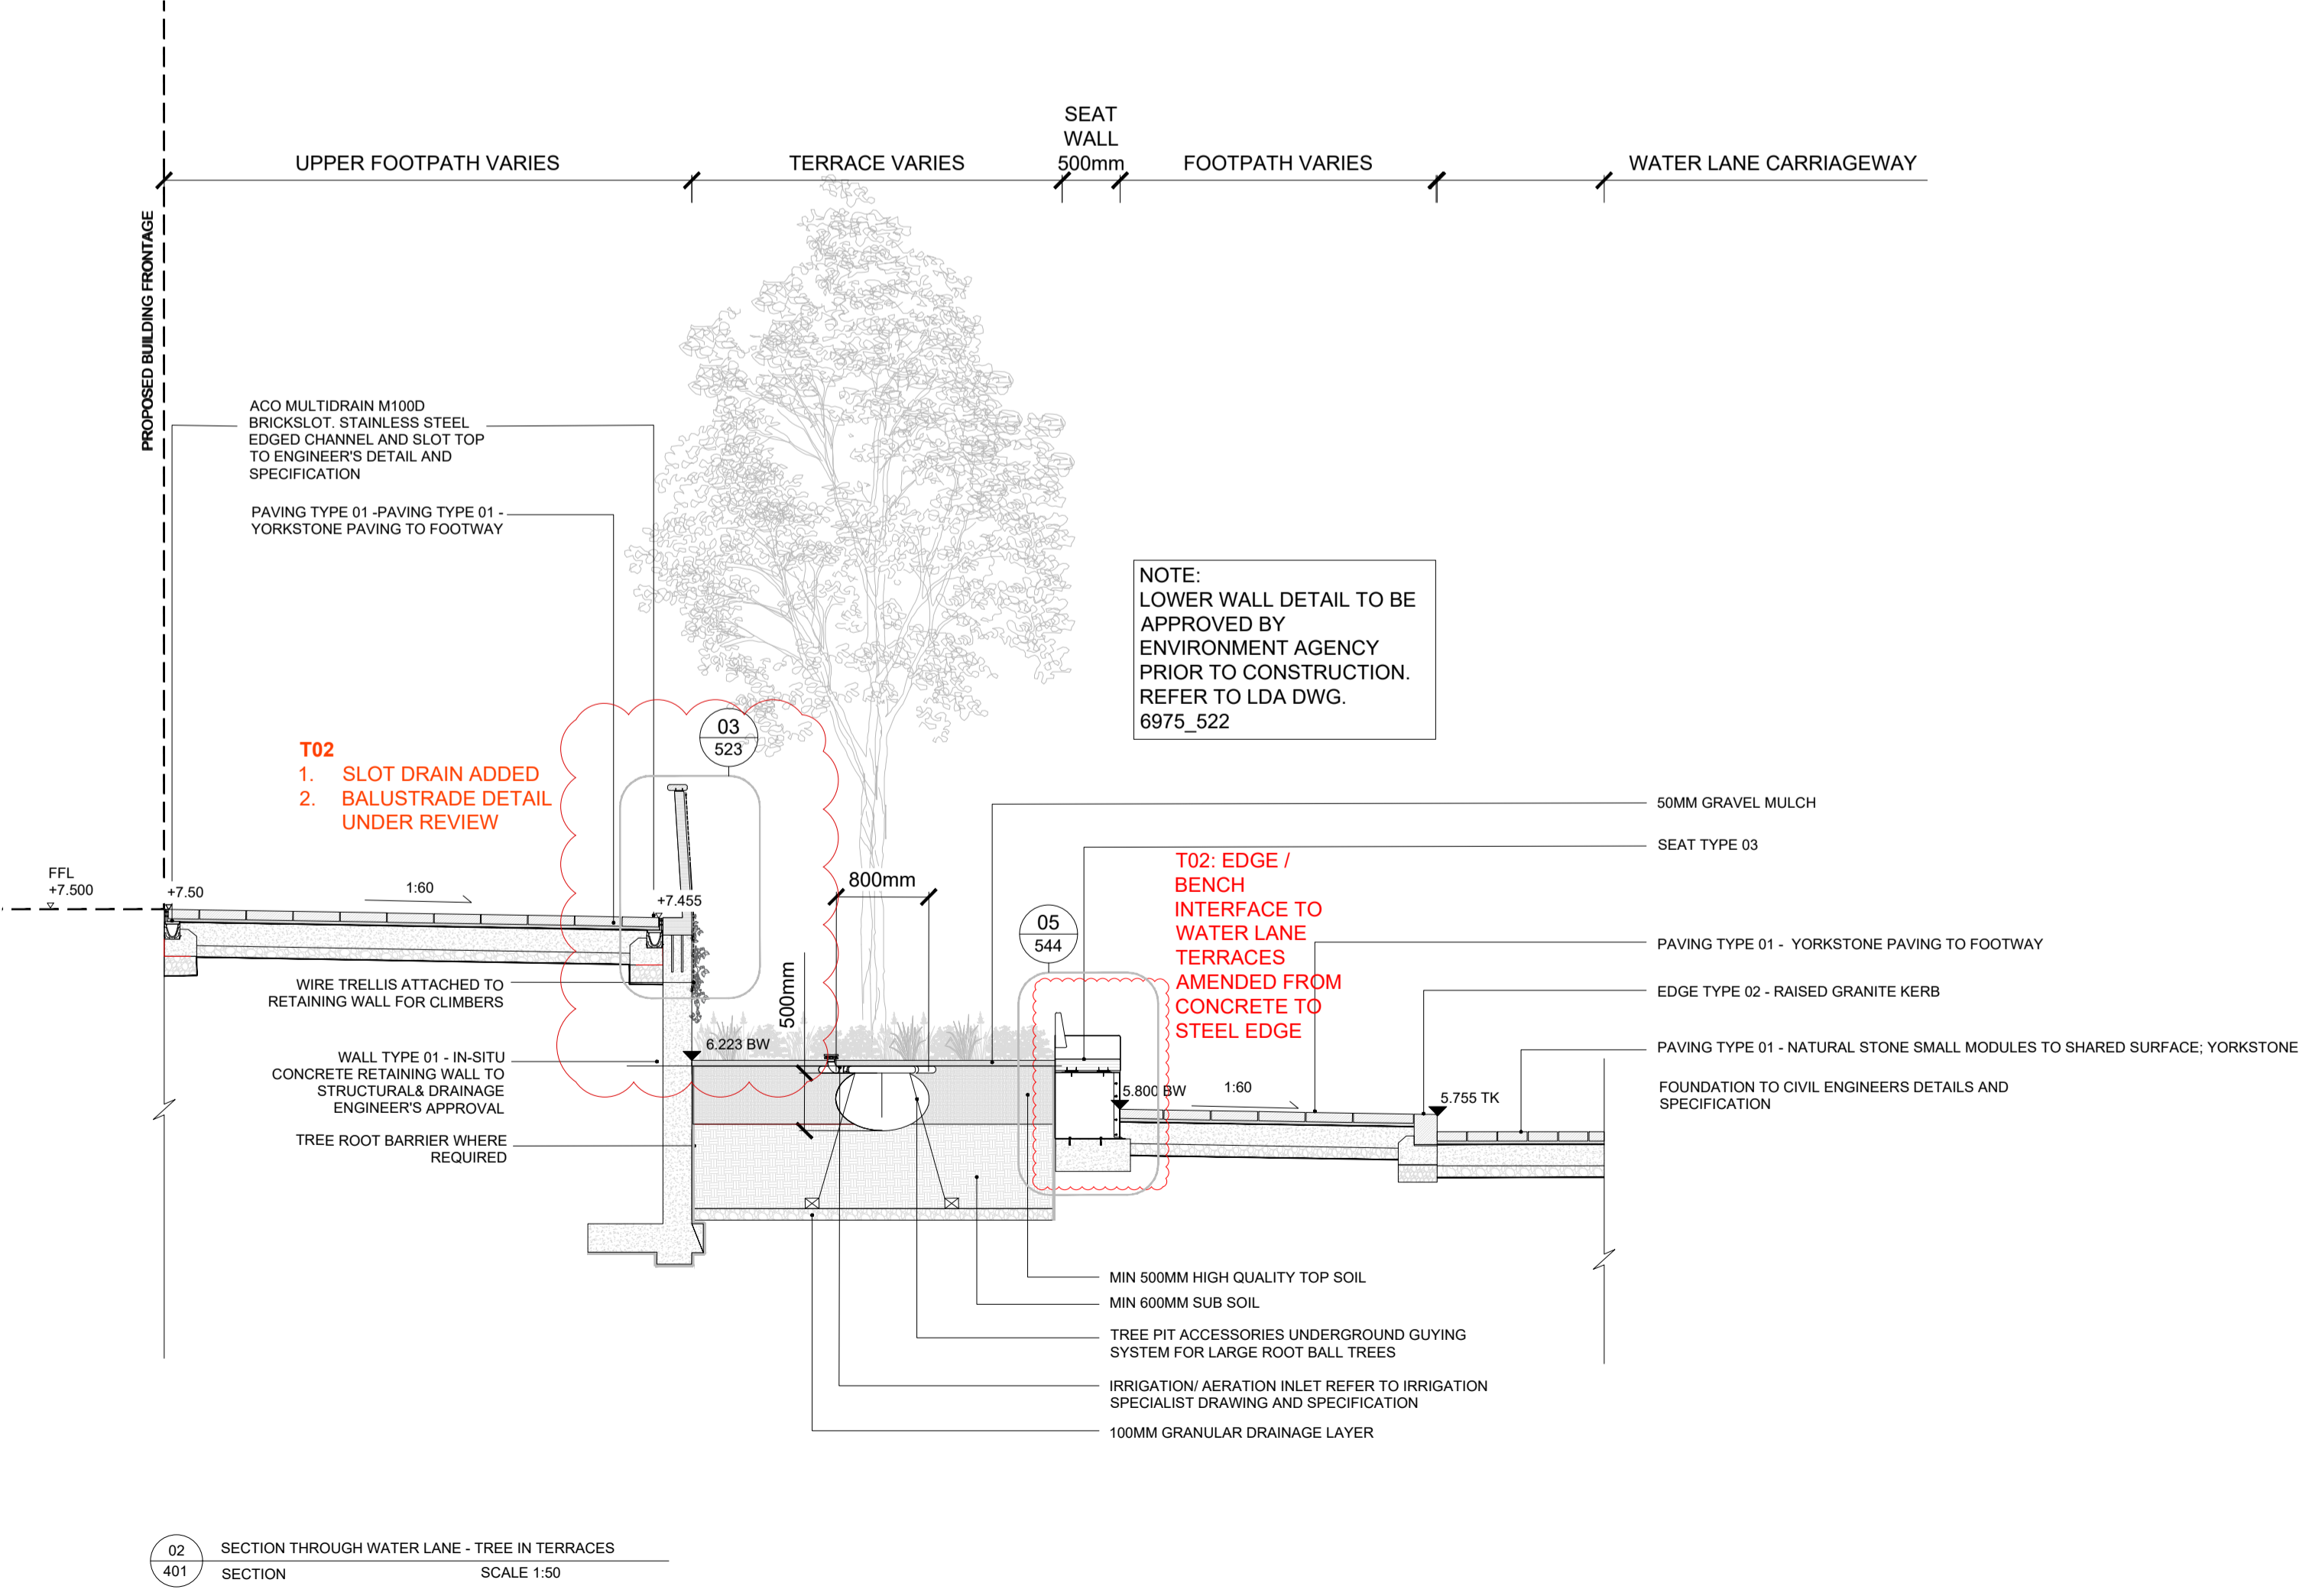 SEAT
WALL
500mm
UPPER FOOTPATH VARIES
TERRACE VARIES
FOOTPATH VARIES
WATER LANE CARRIAGEWAY
PROPOSED BUILDING FRONTAGE
ACO MULTIDRAIN M100D
BRICKSLOT. STAINLESS STEEL
EDGED CHANNEL AND SLOT TOP
TO ENGINEER'S DETAIL AND
SPECIFICATION
PAVING TYPE 01 -PAVING TYPE 01 -
YORKSTONE PAVING TO FOOTWAY
NOTE:
LOWER WALL DETAIL TO BE
APPROVED BY
ENVIRONMENT AGENCY
PRIOR TO CONSTRUCTION.
REFER TO LDA DWG.
6975_522
03
523
T02
1. SLOT DRAIN ADDED
2. BALUSTRADE DETAIL
UNDER REVIEW
50MM GRAVEL MULCH
SEAT TYPE 03
T02: EDGE /
BENCH
INTERFACE TO
WATER LANE
TERRACES
AMENDED FROM
CONCRETE TO
STEEL EDGE
FFL
+7.500
+7.50
1:60
+7.455
800mm
05
544
500mm
PAVING TYPE 01 - YORKSTONE PAVING TO FOOTWAY
EDGE TYPE 02 - RAISED GRANITE KERB
PAVING TYPE 01 - NATURAL STONE SMALL MODULES TO SHARED SURFACE; YORKSTONE
FOUNDATION TO CIVIL ENGINEERS DETAILS AND
SPECIFICATION
WIRE TRELLIS ATTACHED TO
RETAINING WALL FOR CLIMBERS
6.223 BW
WALL TYPE 01 - IN-SITU
CONCRETE RETAINING WALL TO
STRUCTURAL& DRAINAGE
ENGINEER'S APPROVAL
5.800 BW
1:60
5.755 TK
TREE ROOT BARRIER WHERE
REQUIRED
MIN 500MM HIGH QUALITY TOP SOIL
MIN 600MM SUB SOIL
TREE PIT ACCESSORIES UNDERGROUND GUYING
SYSTEM FOR LARGE ROOT BALL TREES
IRRIGATION/ AERATION INLET REFER TO IRRIGATION
SPECIALIST DRAWING AND SPECIFICATION
100MM GRANULAR DRAINAGE LAYER
02
401
SECTION THROUGH WATER LANE - TREE IN TERRACES
SECTION SCALE 1:50